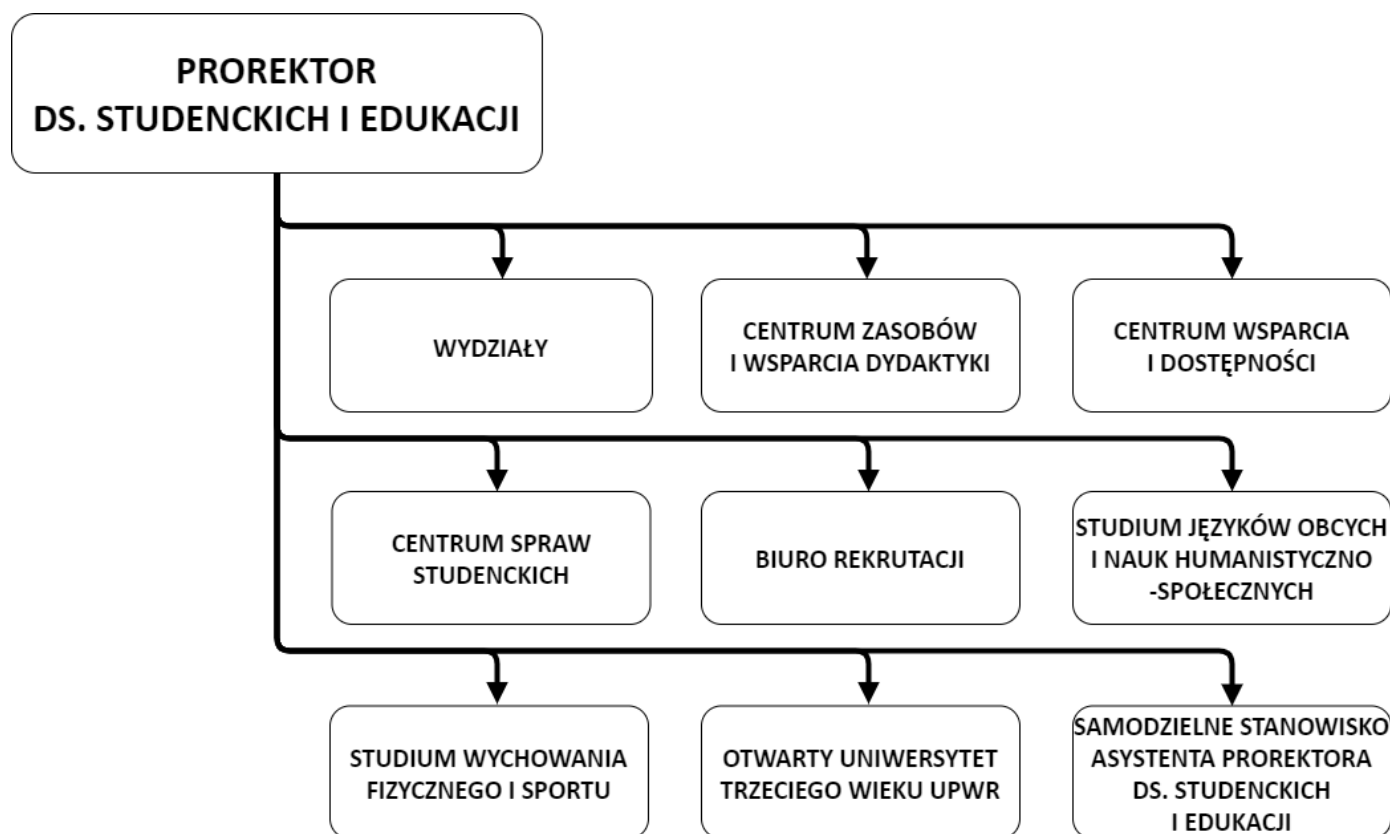 PROREKTOR
DS. STUDENCKICH I EDUKACJI
WYDZIAŁY
CENTRUM ZASOBÓW
I WSPARCIA DYDAKTYKI
CENTRUM WSPARCIA
I DOSTĘPNOŚCI
CENTRUM SPRAW
STUDENCKICH
BIURO REKRUTACJI
STUDIUM JĘZYKÓW OBCYCH
I NAUK HUMANISTYCZNO
-SPOŁECZNYCH
STUDIUM WYCHOWANIA
FIZYCZNEGO I SPORTU
OTWARTY UNIWERSYTET
TRZECIEGO WIEKU UPWR
SAMODZIELNE STANOWISKO
ASYSTENTA PROREKTORA
DS. STUDENCKICH
I EDUKACJI